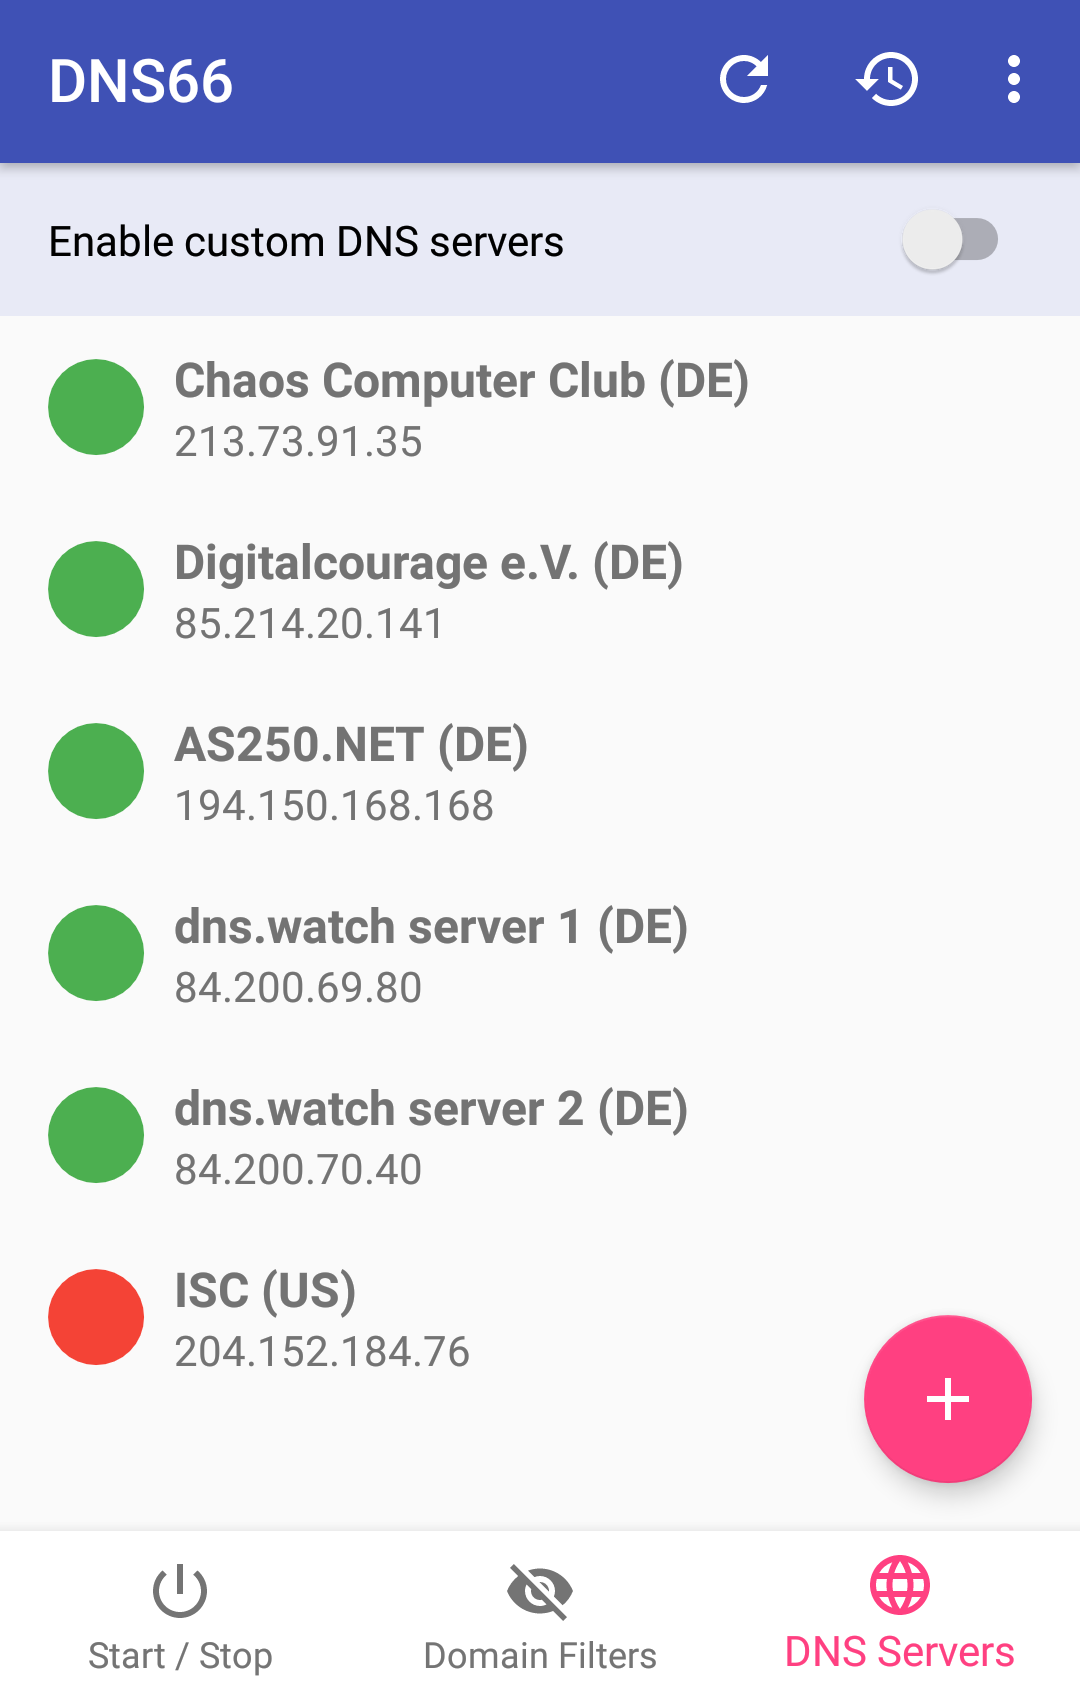 DNS66
Enable custom DNS servers
Chaos Computer Club (DE)
213.73.91.35
Digitalcourage e.V. (DE)
85.214.20.141
AS250.NET (DE)
194.150.168.168
dns.watch server 1 (DE)
84.200.69.80
dns.watch server 2 (DE)
84.200.70.40
ISC (US)
204.152.184.76
Start / Stop
Domain Filters
DNS Servers